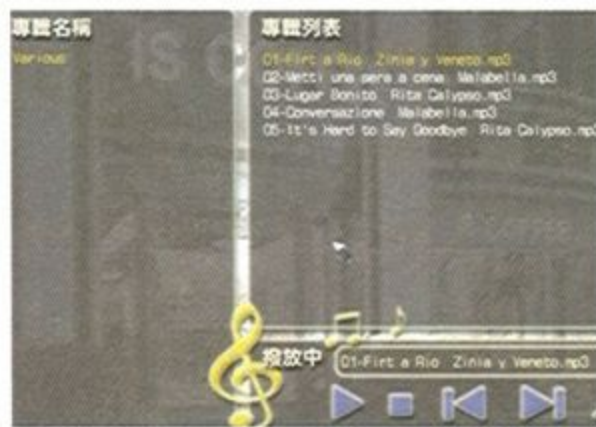 專輯名稱
Various
專輯列表
01-Firt a Rio Zinia y Veneto.mp3
02-Metti una sera a cena Malabella.mp3
03-Lugar Bonito Rita Calypso.mp3
04-Conversazione Malabella.mp3
05-It's Hard to Say Goodbye Rita Calypso.mp3
撥放中
01-Firt a Rio Zinia y Veneto.mp3